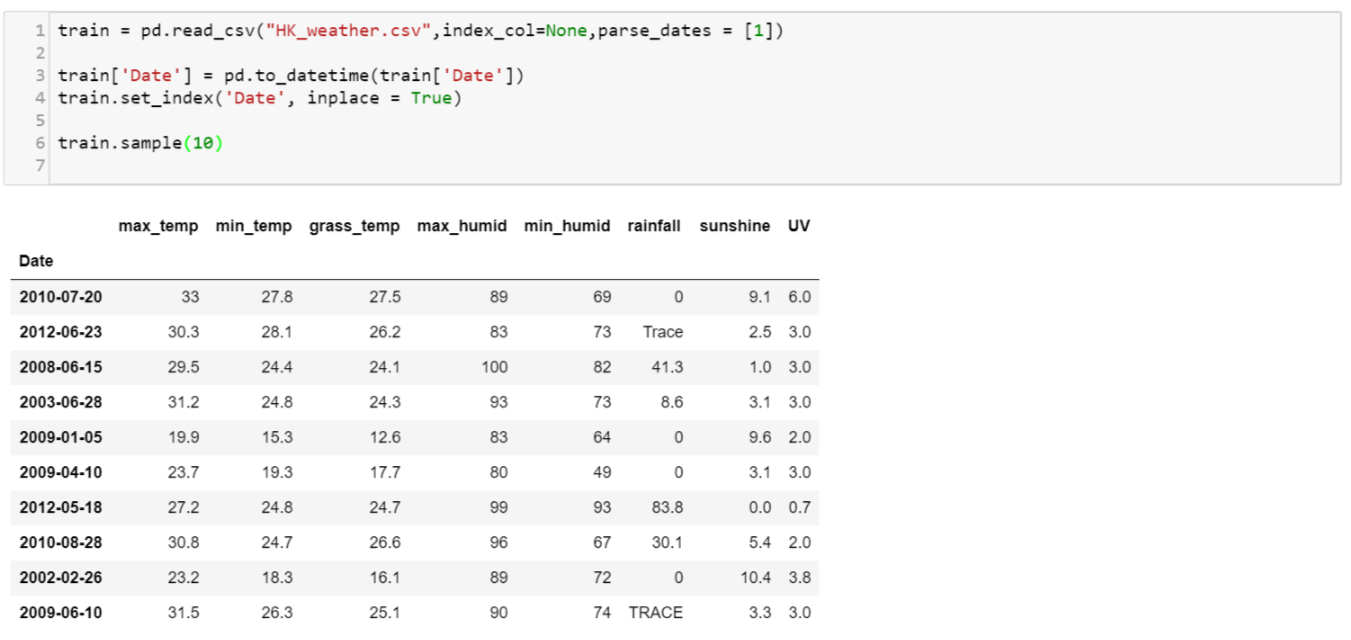 1 train = pd.read_csv("HK_weather.csv",index_col=None,parse_dates = [1])
2
3 train['Date'] = pd.to_datetime(train['Date'])
4 train.set_index('Date', inplace = True)
5
6 train.sample(10)
7
max_temp min_temp grass_temp max_humid min_humid rainfall sunshine UV
Date
2010-07-20 33 27.8 27.5 89 69 0 9.1 6.0
2012-06-23 30.3 28.1 26.2 83 73 Trace 2.5 3.0
2008-06-15 29.5 24.4 24.1 100 82 41.3 1.0 3.0
2003-06-28 31.2 24.8 24.3 93 73 8.6 3.1 3.0
2009-01-05 19.9 15.3 12.6 83 64 0 9.6 2.0
2009-04-10 23.7 19.3 17.7 80 49 0 3.1 3.0
2012-05-18 27.2 24.8 24.7 99 93 83.8 0.0 0.7
2010-08-28 30.8 24.7 26.6 96 67 30.1 5.4 2.0
2002-02-26 23.2 18.3 16.1 89 72 0 10.4 3.8
2009-06-10 31.5 26.3 25.1 90 74 TRACE 3.3 3.0